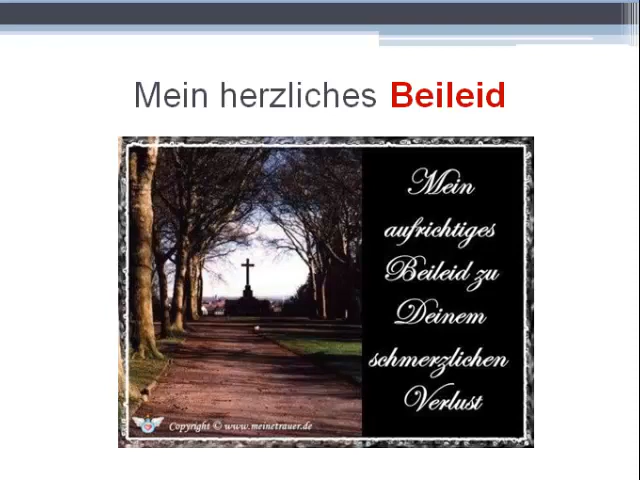 Mein herzliches Beileid
Mein
aufrichtiges
Beileid zu
Deinem
schmerzlichen
Verlust
Copyright © www.meinetrauer.de